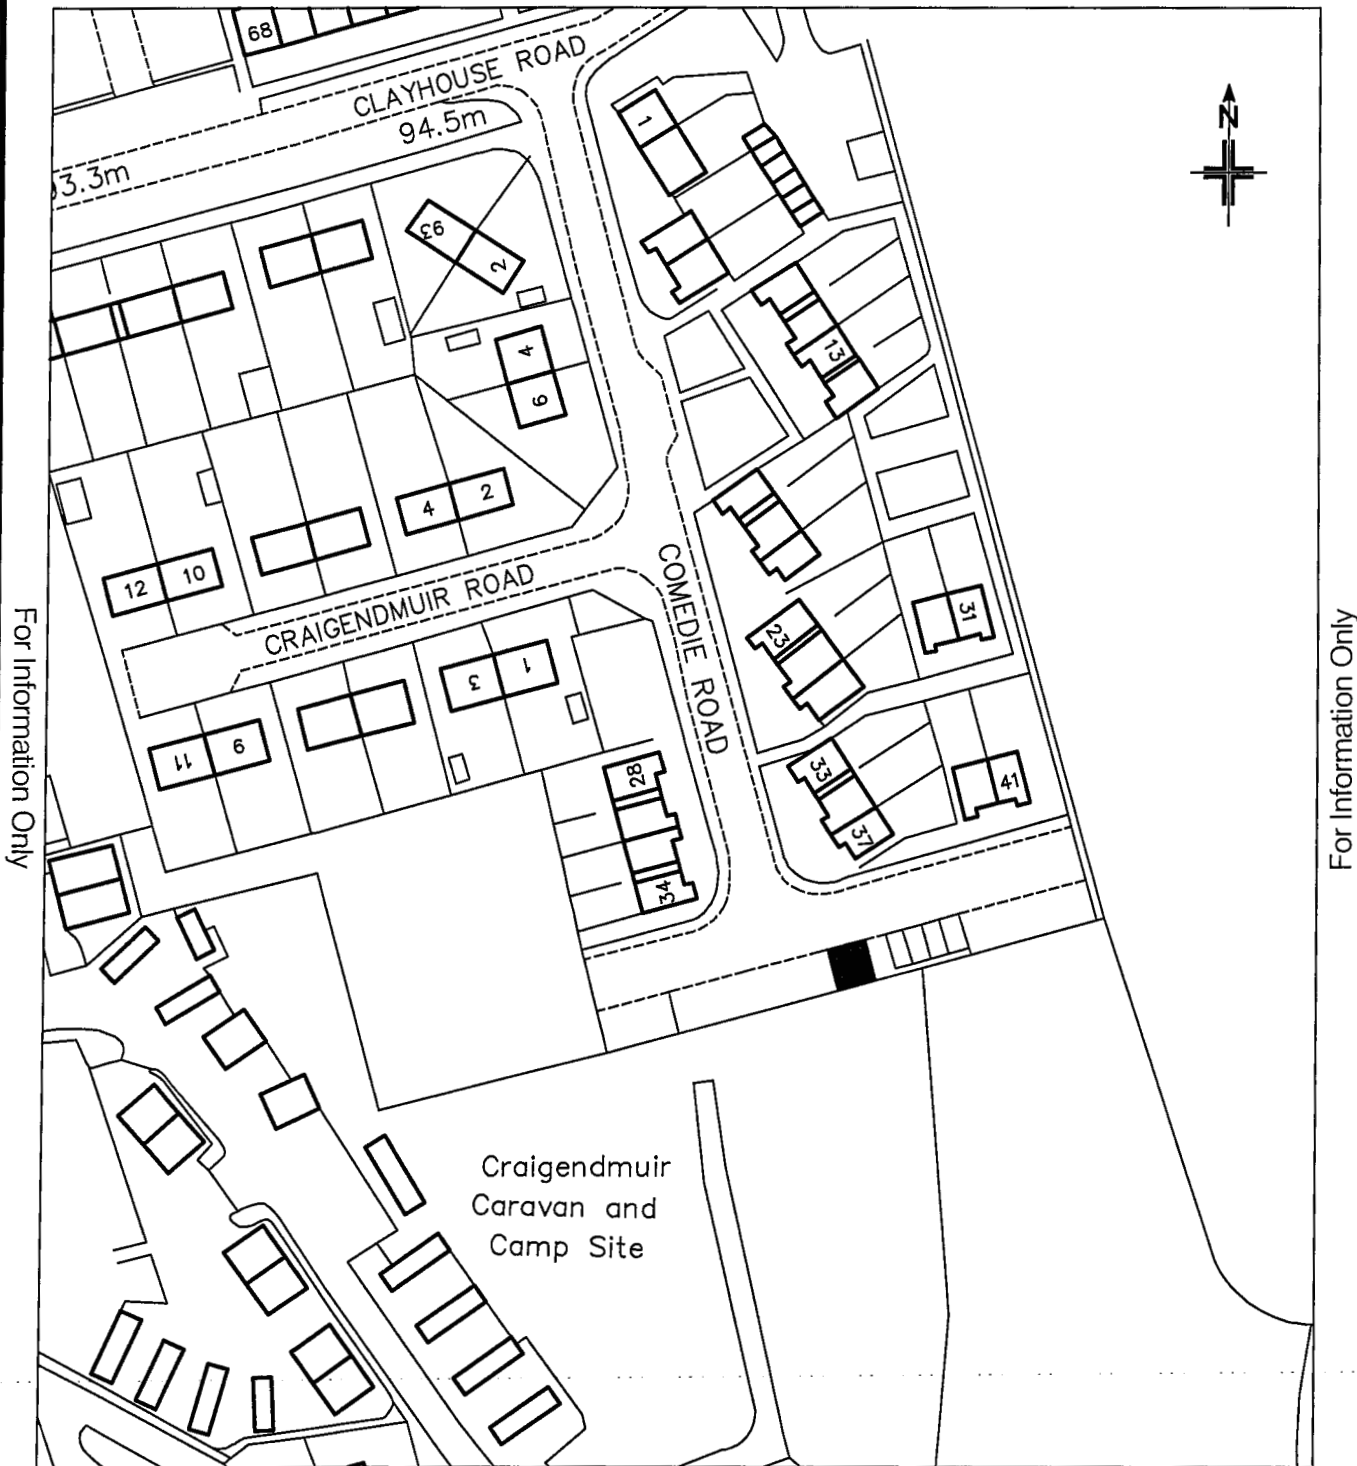 68
CLAYHOUSE ROAD
94.5m
93.3m
N
1
93
2
4
6
13
4
2
12
10
CRAIGENDMUIR ROAD
COMEDIE ROAD
31
23
3
1
11
9
28
33
37
41
34
For Information Only
For Information Only
Craigendmuir
Caravan and
Camp Site